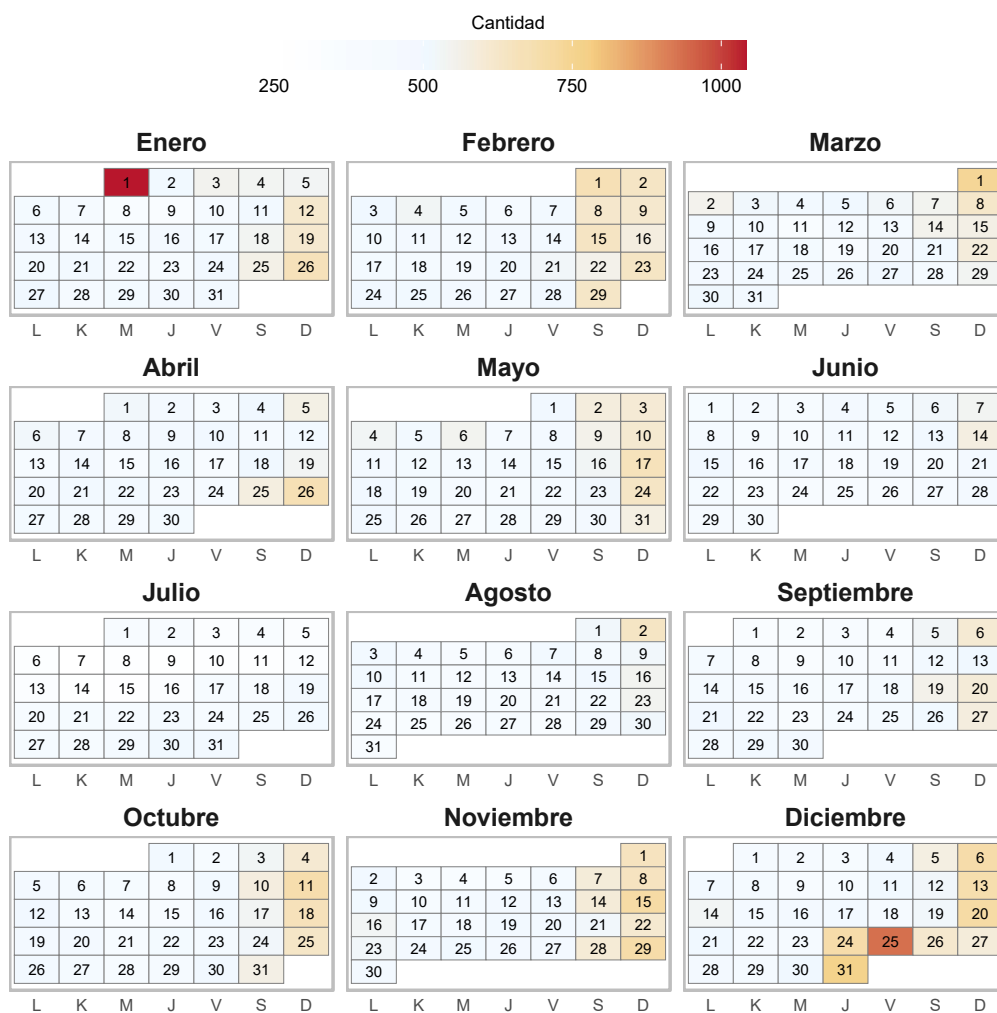 Cantidad
250 500 750 1000
Enero Febrero Marzo
1 2 3 4 5
6 7 8 9 10 11 12
13 14 15 16 17 18 19
20 21 22 23 24 25 26
27 28 29 30 31
L K M J V S D
1 2
3 4 5 6 7 8 9
10 11 12 13 14 15 16
17 18 19 20 21 22 23
24 25 26 27 28 29
L K M J V S D
1
2 3 4 5 6 7 8
9 10 11 12 13 14 15
16 17 18 19 20 21 22
23 24 25 26 27 28 29
30 31
L K M J V S D
Abril Mayo Junio
1 2 3 4 5
6 7 8 9 10 11 12
13 14 15 16 17 18 19
20 21 22 23 24 25 26
27 28 29 30
L K M J V S D
1 2 3
4 5 6 7 8 9 10
11 12 13 14 15 16 17
18 19 20 21 22 23 24
25 26 27 28 29 30 31
L K M J V S D
1 2 3 4 5 6 7
8 9 10 11 12 13 14
15 16 17 18 19 20 21
22 23 24 25 26 27 28
29 30
L K M J V S D
Julio Agosto Septiembre
1 2 3 4 5
6 7 8 9 10 11 12
13 14 15 16 17 18 19
20 21 22 23 24 25 26
27 28 29 30 31
L K M J V S D
1 2
3 4 5 6 7 8 9
10 11 12 13 14 15 16
17 18 19 20 21 22 23
24 25 26 27 28 29 30
31
L K M J V S D
1 2 3 4 5 6
7 8 9 10 11 12 13
14 15 16 17 18 19 20
21 22 23 24 25 26 27
28 29 30
L K M J V S D
Octubre Noviembre Diciembre
1 2 3 4
5 6 7 8 9 10 11
12 13 14 15 16 17 18
19 20 21 22 23 24 25
26 27 28 29 30 31
L K M J V S D
1
2 3 4 5 6 7 8
9 10 11 12 13 14 15
16 17 18 19 20 21 22
23 24 25 26 27 28 29
30
L K M J V S D
1 2 3 4 5 6
7 8 9 10 11 12 13
14 15 16 17 18 19 20
21 22 23 24 25 26 27
28 29 30 31
L K M J V S D